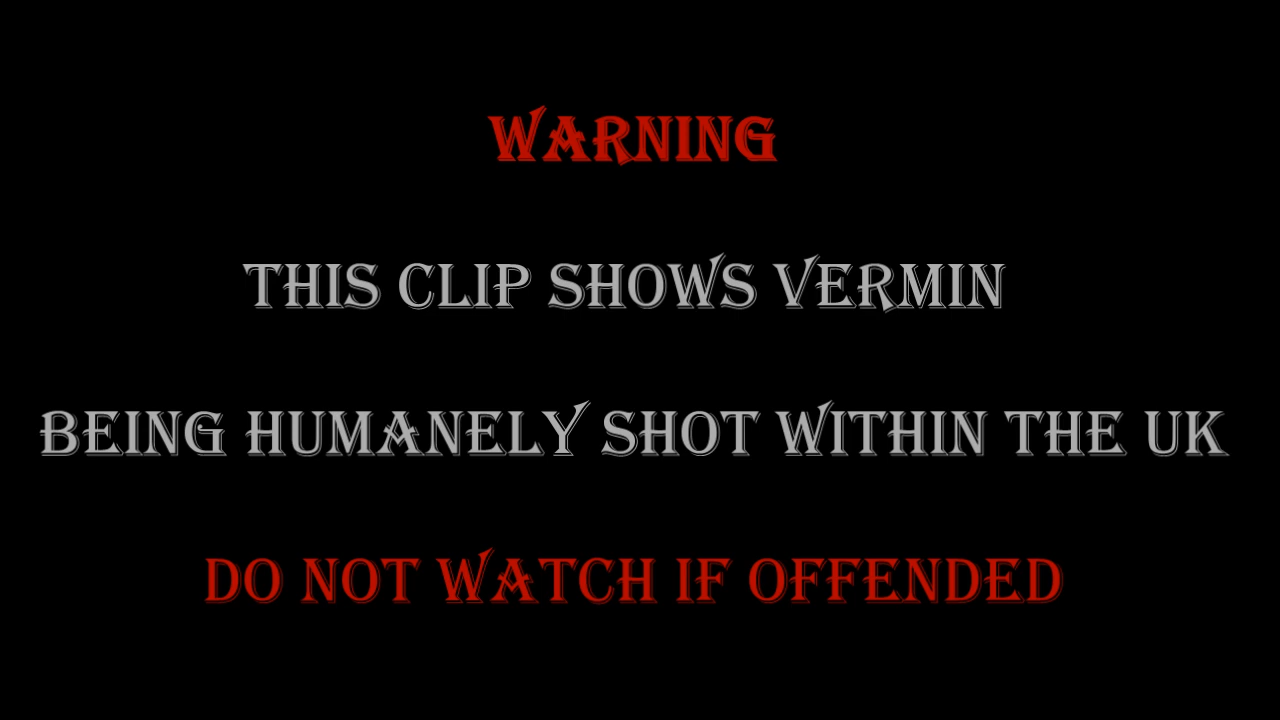 WARNING
THIS CLIP SHOWS VERMIN
BEING HUMANELY SHOT WITHIN THE UK
DO NOT WATCH IF OFFENDED